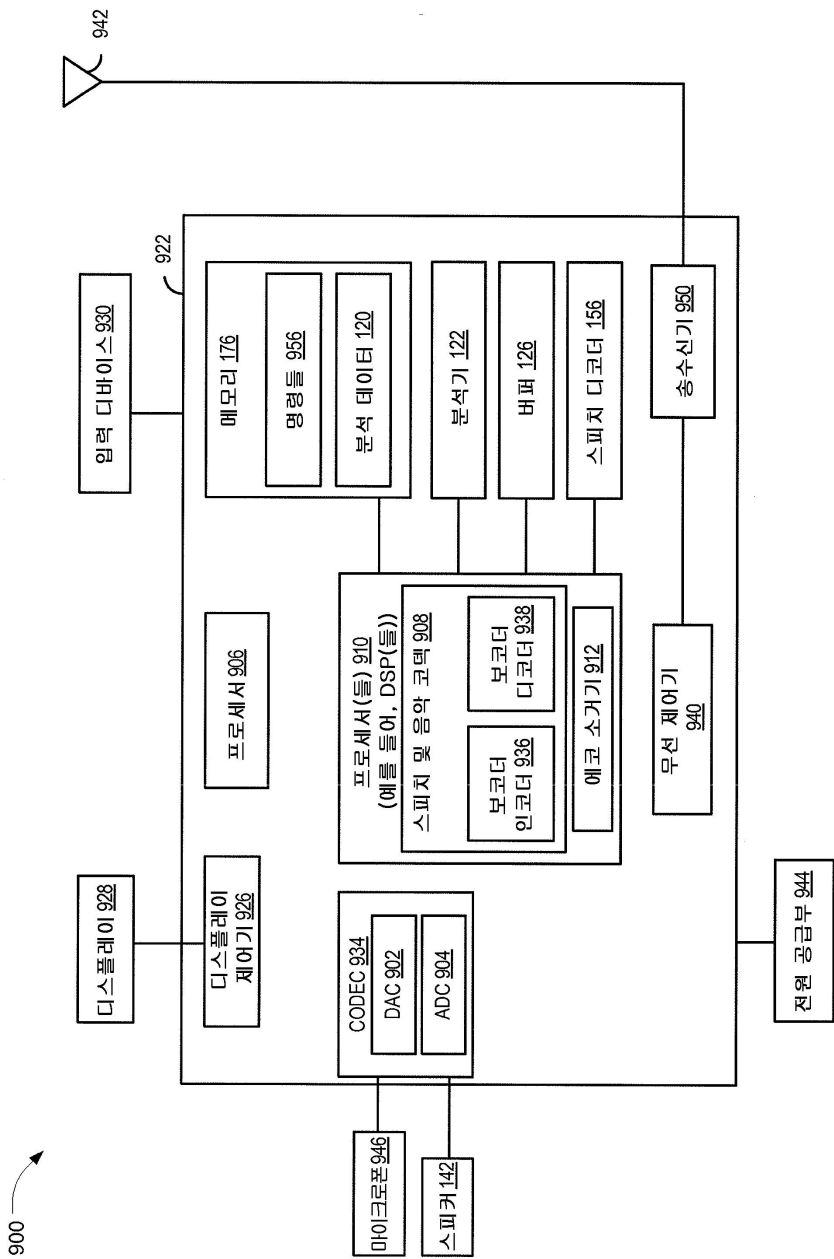 900
디스플레이 928
입력 디바이스 930
942
922
디스플레이
제어기 926
프로세서 906
메모리 176
명령들 956
분석 데이터 120
마이크로폰 946
스피커 142
CODEC 934
DAC 902
ADC 904
프로세서(들) 910
(예를 들어, DSP(들))
스피치 및 음악 코덱 908
보코더
인코더 936
보코더
디코더 938
에코 소거기 912
분석기 122
버퍼 126
스피치 디코더 156
무선 제어기
940
송수신기 950
전원 공급부 944